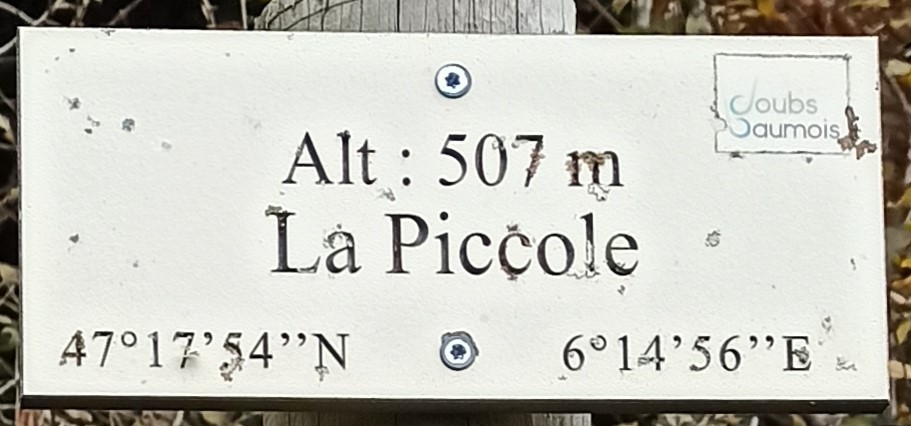 Doubs
Baumois
Alt : 507 m
La Piccole
47°17’54’’N 6°14’56’’E